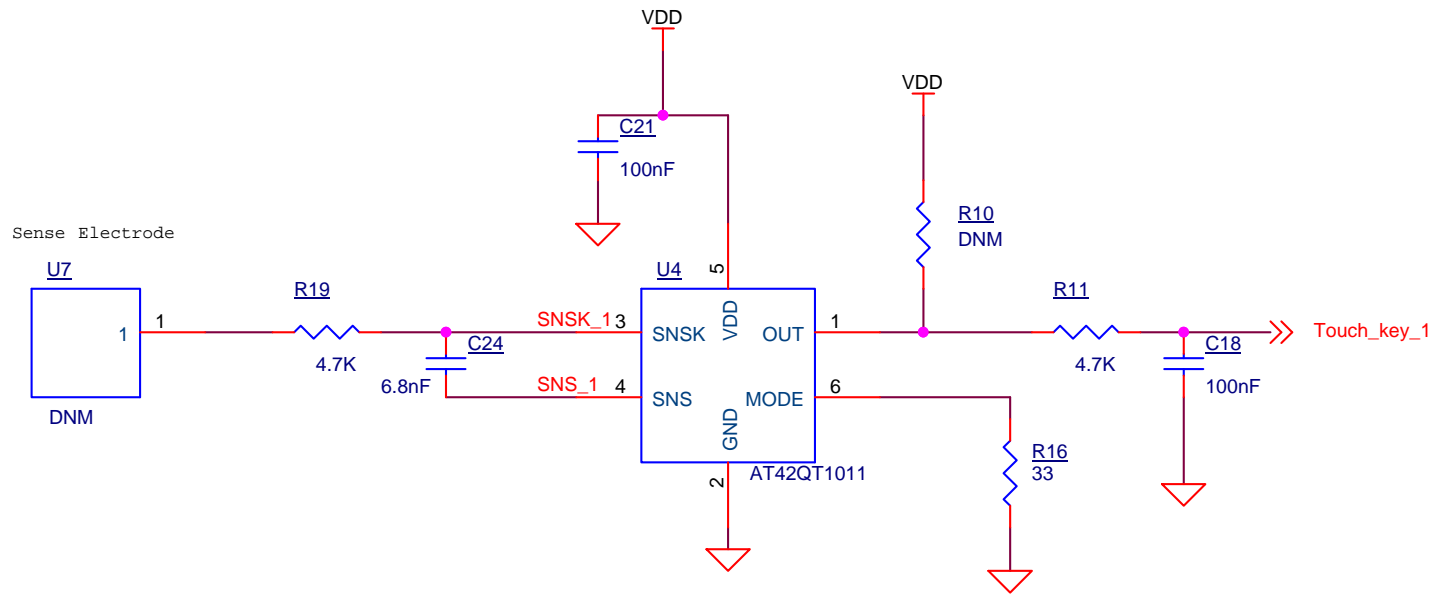 VDD
VDD
C21
100nF
Sense Electrode
R10
DNM
U7
R19
U4
5
R11
1
1
SNSK_1
3
SNSK
VDD
OUT
1
Touch_key_1
4.7K
C24
6.8nF
SNS_1
4
SNS
GND
MODE
6
4.7K
C18
100nF
DNM
2
AT42QT1011
R16
33